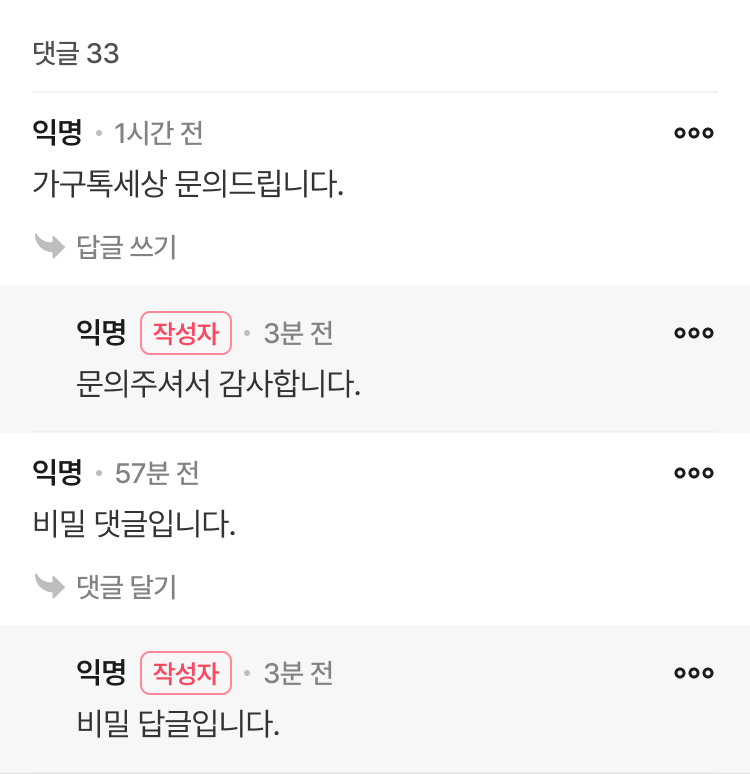 댓글 33
익명 • 1시간 전
가구톡세상 문의드립니다.
답글 쓰기
익명 작성자 • 3분 전
문의주셔서 감사합니다.
익명 • 57분 전
비밀 댓글입니다.
댓글 달기
익명 작성자 • 3분 전
비밀 답글입니다.